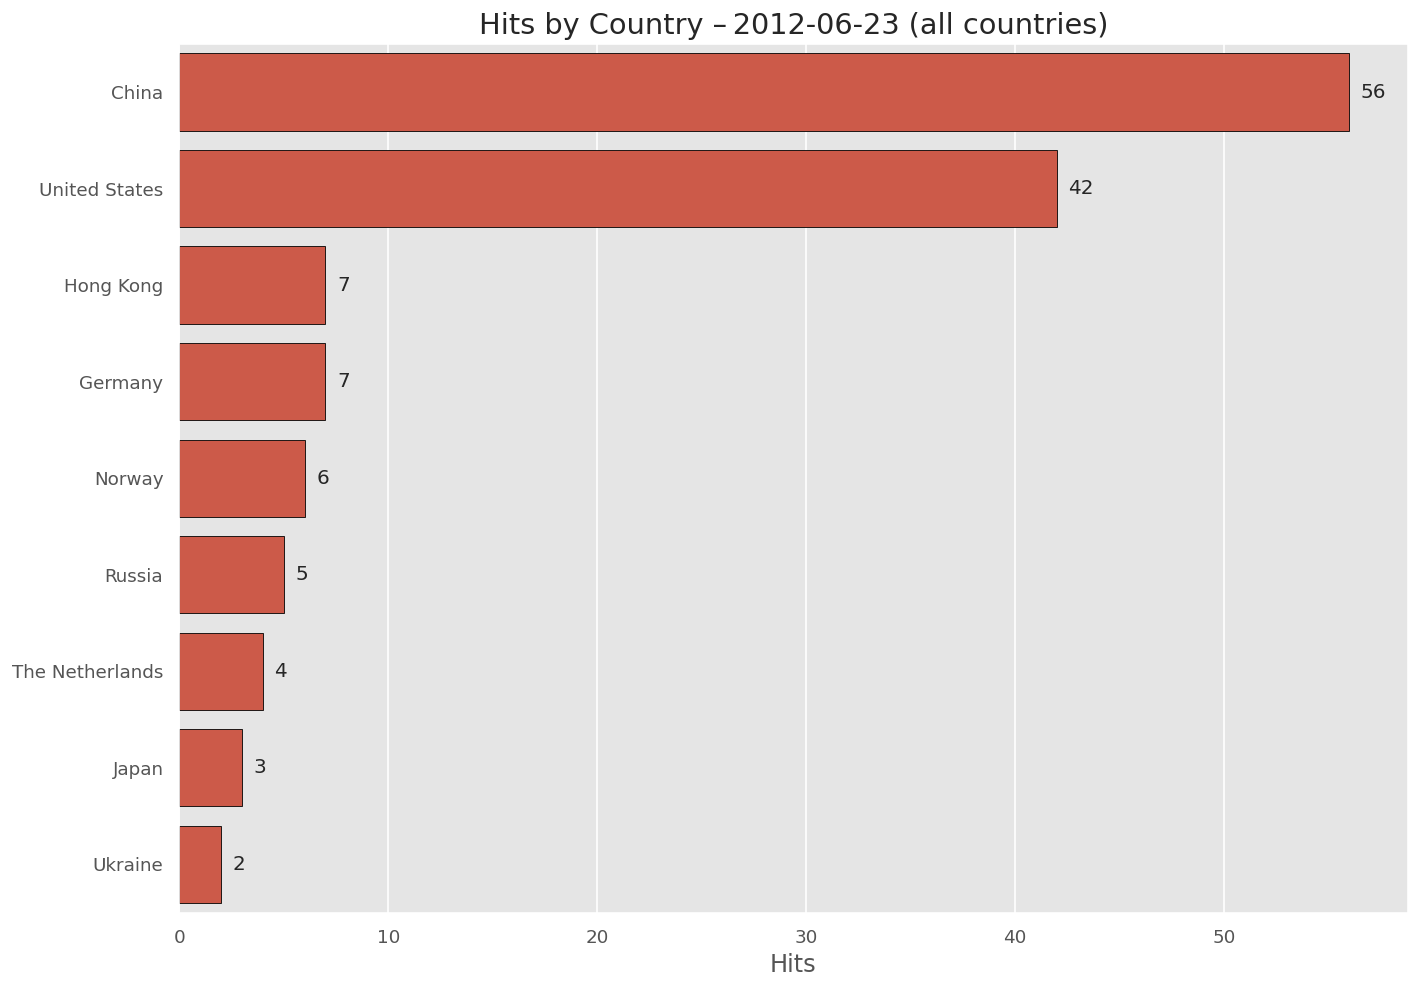 Hits by Country – 2012-06-23 (all countries)
China 56
United States 42
Hong Kong 7
Germany 7
Norway 6
Russia 5
The Netherlands 4
Japan 3
Ukraine 2
0 10 20 30 40 50
Hits